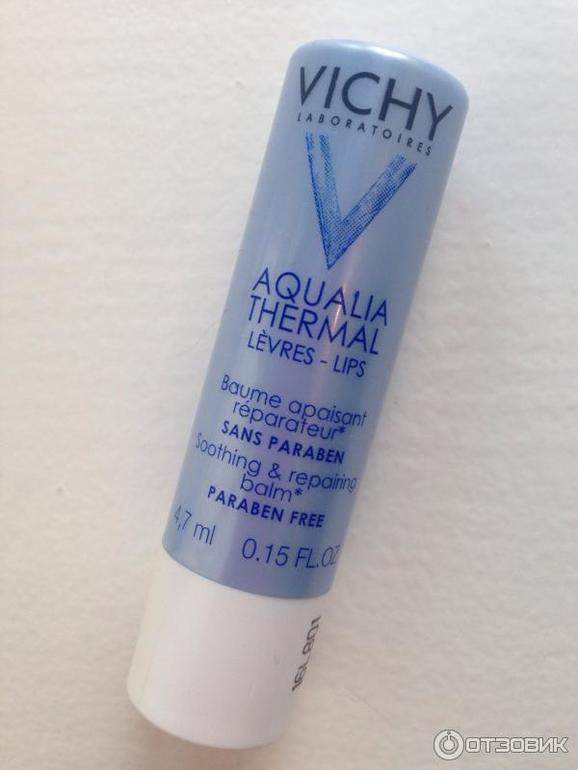 VICHY
LABORATOIRES
AQUALIA
THERMAL
LÈVRES - LIPS
Baume apaisant
réparateur*
SANS PARABEN
Soothing & repairing
balm*
PARABEN FREE
4,7 ml 0.15 FL.OZ.
16L801
ОТЗОВИК